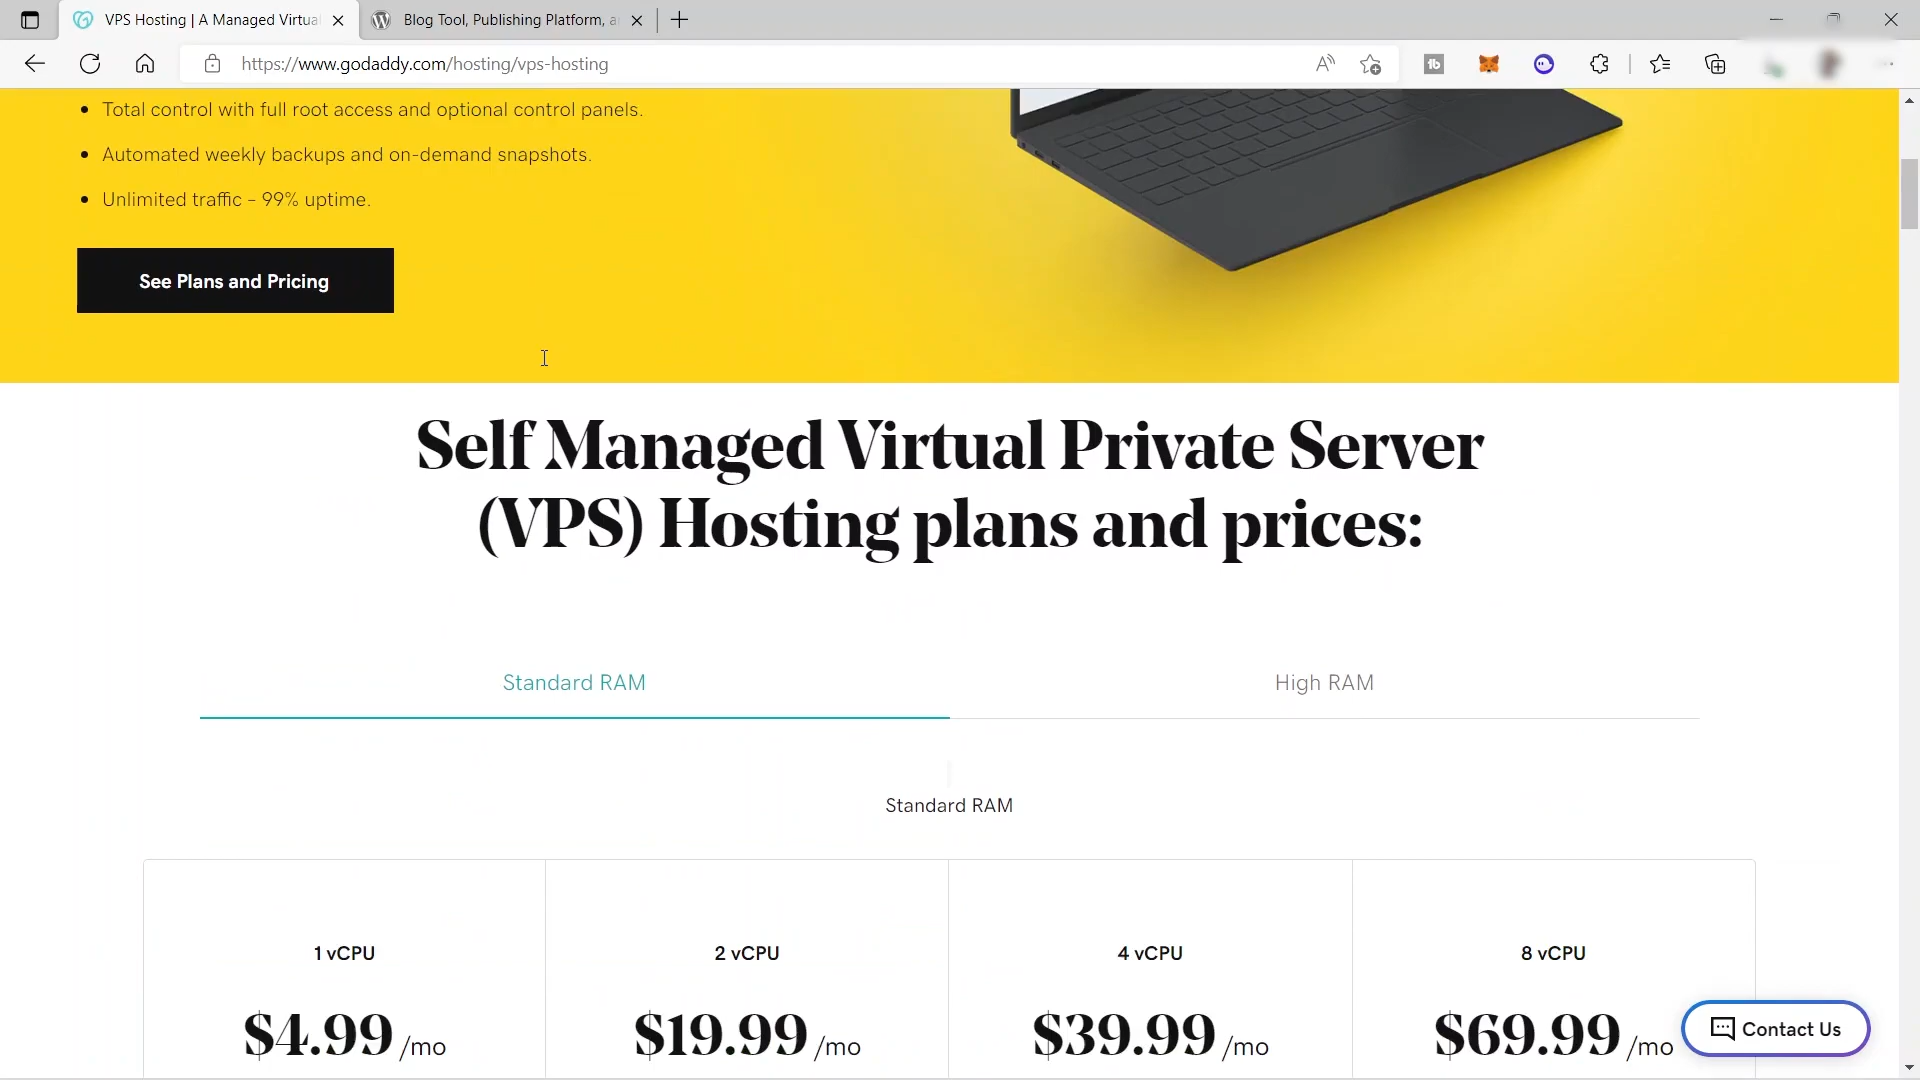 VPS Hosting | A Managed Virtua
Blog Tool, Publishing Platform, a
https://www.godaddy.com/hosting/vps-hosting
Total control with full root access and optional control panels.
Automated weekly backups and on-demand snapshots.
Unlimited traffic – 99% uptime.
See Plans and Pricing
Self Managed Virtual Private Server
(VPS) Hosting plans and prices:
Standard RAM
High RAM
Standard RAM
1 vCPU
2 vCPU
4 vCPU
8 vCPU
$4.99 /mo
$19.99 /mo
$39.99 /mo
$69.99 /mo
Contact Us